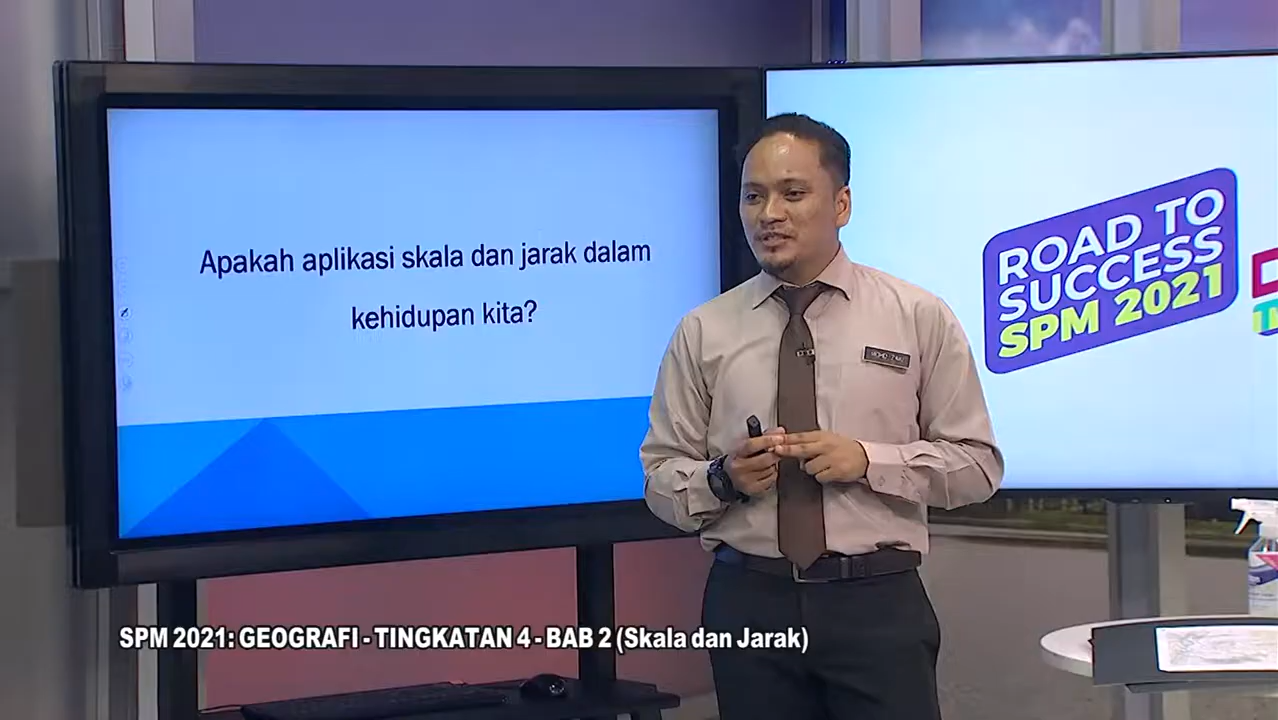 Apakah aplikasi skala dan jarak dalam
kehidupan kita?
ROAD TO
SUCCESS
SPM 2021
MOHD
SPM 2021: GEOGRAFI - TINGKATAN 4 - BAB 2 (Skala dan Jarak)